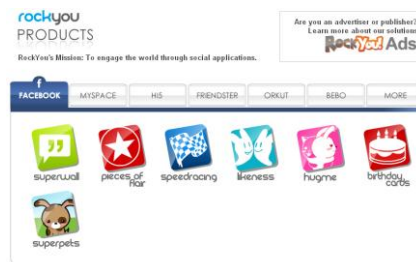 rockyou
PRODUCTS
RockYou's Mission: To engage the world through social applications.
Are you an advertiser or publisher?
Learn more about our solutions
RockYou! Ads
f
FACEBOOK
MYSPACE
HI5
FRIENDSTER
ORKUT
BEBO
MORE
superwall
pieces of flair
speedracing
likeness
hugme
birthday cards
superpets